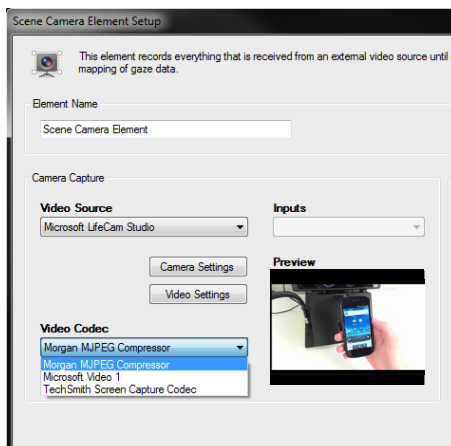 Scene Camera Element Setup
This element records everything that is received from an external video source until
mapping of gaze data.
Element Name
Scene Camera Element
Camera Capture
Video Source
Inputs
Microsoft LifeCam Studio
Camera Settings
Preview
Video Settings
Video Codec
Morgan MJPEG Compressor
Morgan MJPEG Compressor
Microsoft Video 1
TechSmith Screen Capture Codec